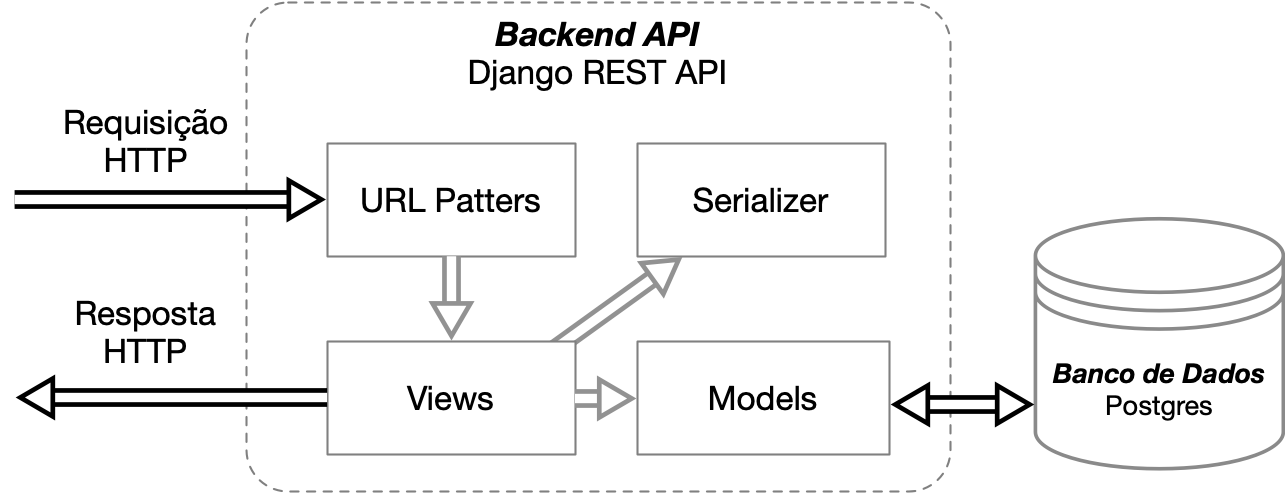 Backend API
Django REST API
Requisição
HTTP
URL Patters
Serializer
Resposta
HTTP
Views
Models
Banco de Dados
Postgres